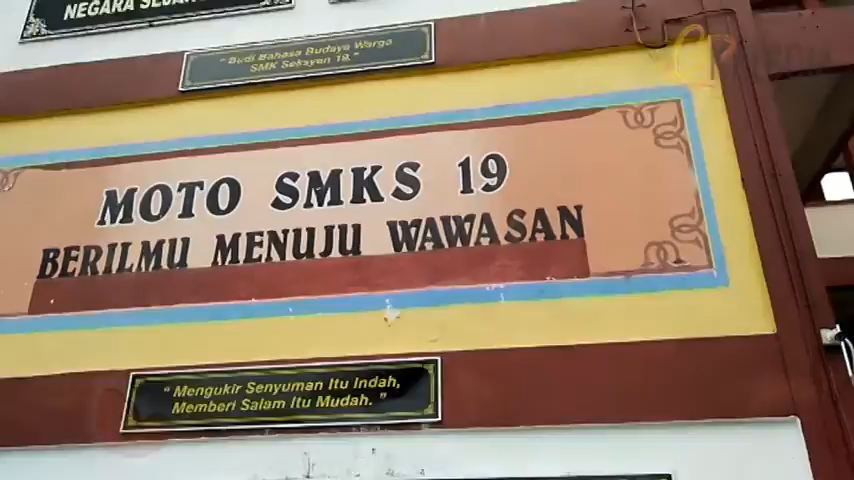 NEGARA
"Budi Bahasa Budaya Warga
SMK Seksyen 19."
MOTO SMKS 19
BERILMU MENUJU WAWASAN
"Mengukir Senyuman Itu Indah,
Memberi Salam Itu Mudah."